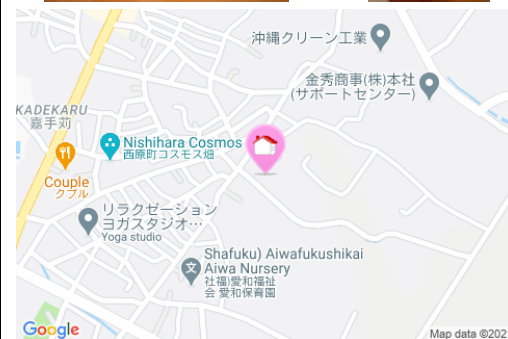 沖縄クリーン工業
金秀商事(株)本社
(サポートセンター)
KADEKARU
嘉手苅
Nishihara Cosmos
西原町コスモス畑
Couple
クプル
リラクゼーション
ヨガスタジオ…
Yoga studio
Shafuku) Aiwafukushikai
Aiwa Nursery
社福)愛和福祉
会 愛和保育園
Google
Map data ©202